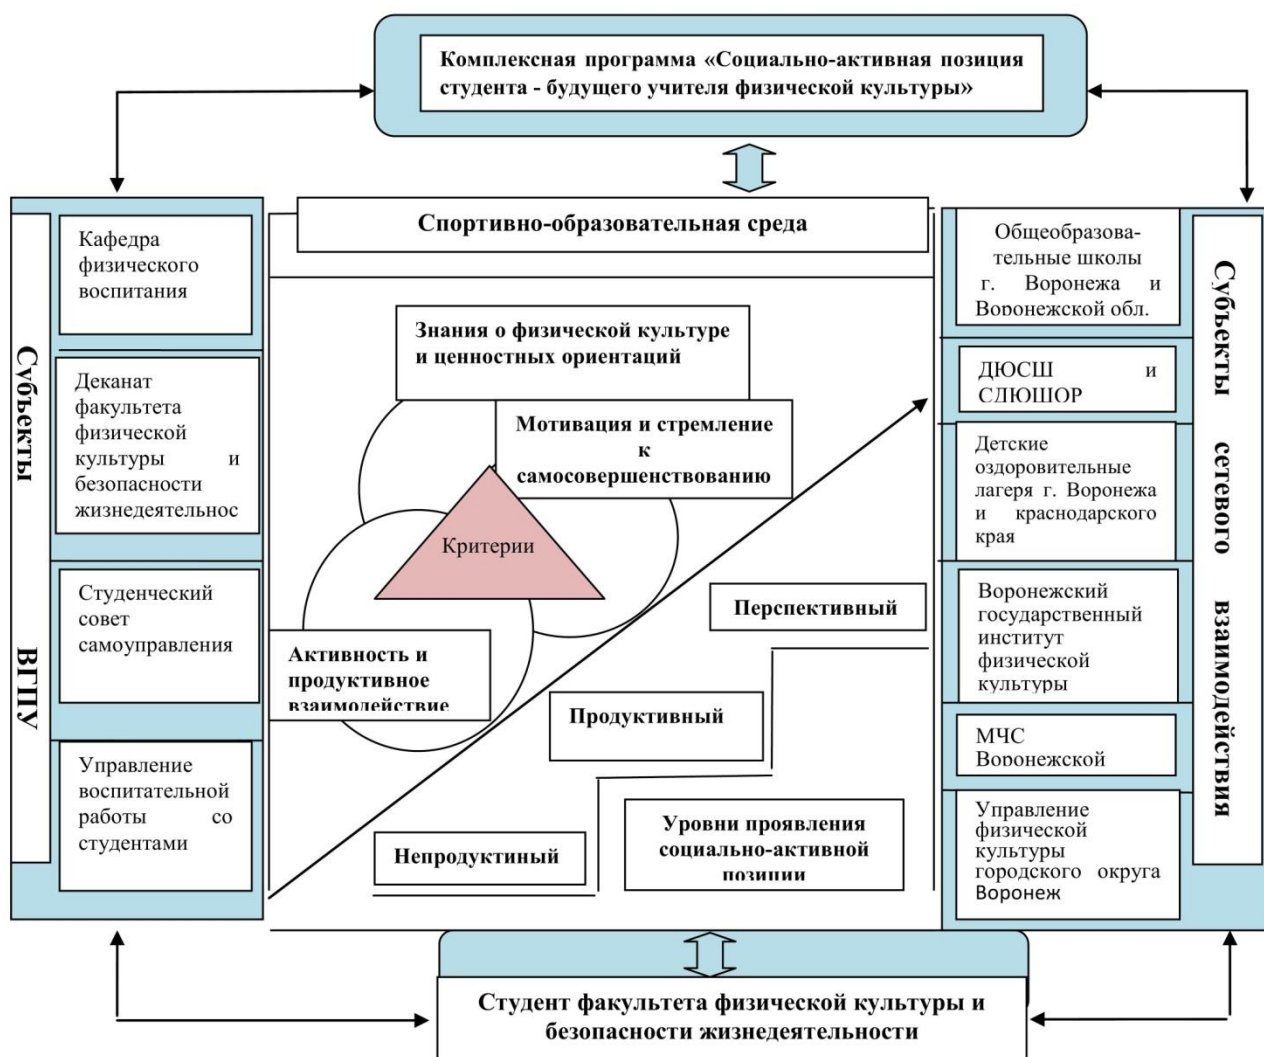 Комплексная программа «Социально-активная позиция
студента - будущего учителя физической культуры»
Спортивно-образовательная среда
Субъекты ВГПУ
Кафедра
физического
воспитания
Деканат
факультета
физической
культуры и
безопасности
жизнедеятельнос
Студенческий
совет
самоуправления
Управление
воспитательной
работы со
студентами
Знания о физической культуре
и ценностных ориентаций
Мотивация и стремление
к
самосовершенствованию
Критерии
Активность и
продуктивное
взаимодействие
Перспективный
Продуктивный
Непродуктиный
Уровни проявления
социально-активной
позиции
Общеобразова-
тельные школы
г. Воронежа и
Воронежской обл.
ДЮСШ и
СДЮШОР
Детские
оздоровительные
лагеря г. Воронежа
и краснодарского
края
Воронежский
государственный
институт
физической
культуры
МЧС
Воронежской
Управление
физической
культуры
городского округа
Воронеж
Субъекты сетевого взаимодействия
Студент факультета физической культуры и
безопасности жизнедеятельности